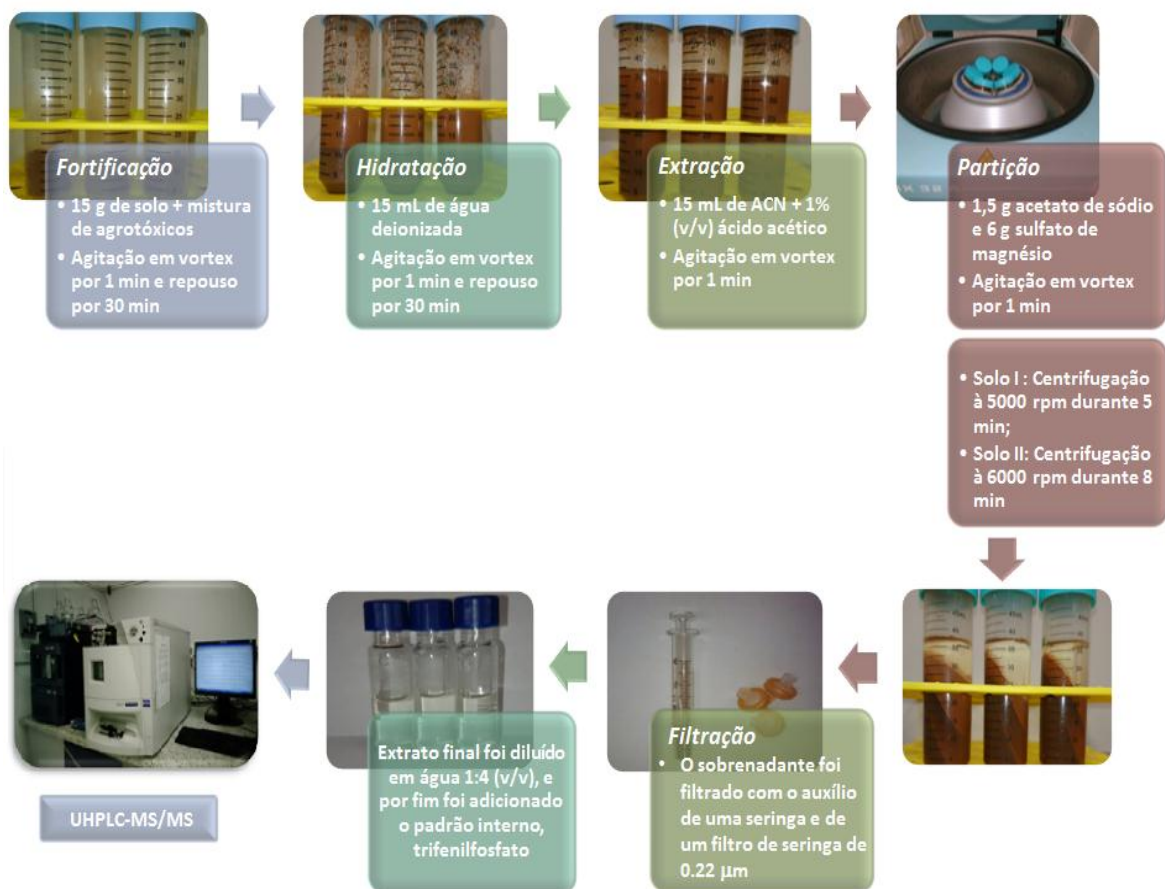 Fortificação
• 15 g de solo + mistura
de agrotóxicos
• Agitação em vortex
por 1 min e repouso
por 30 min
Hidratação
• 15 mL de água
deionizada
• Agitação em vortex
por 1 min e repouso
por 30 min
Extração
• 15 mL de ACN + 1%
(v/v) ácido acético
• Agitação em vortex
por 1 min
Partição
• 1,5 g acetato de sódio
e 6 g sulfato de
magnésio
• Agitação em vortex
por 1 min
• Solo I : Centrifugação
à 5000 rpm durante 5
min;
• Solo II: Centrifugação
à 6000 rpm durante 8
min
Filtração
• O sobrenadante foi
filtrado com o auxílio
de uma seringa e de
um filtro de seringa de
0.22 µm
Extrato final foi diluído
em água 1:4 (v/v), e
por fim foi adicionado
o padrão interno,
trifenilfosfato
UHPLC-MS/MS